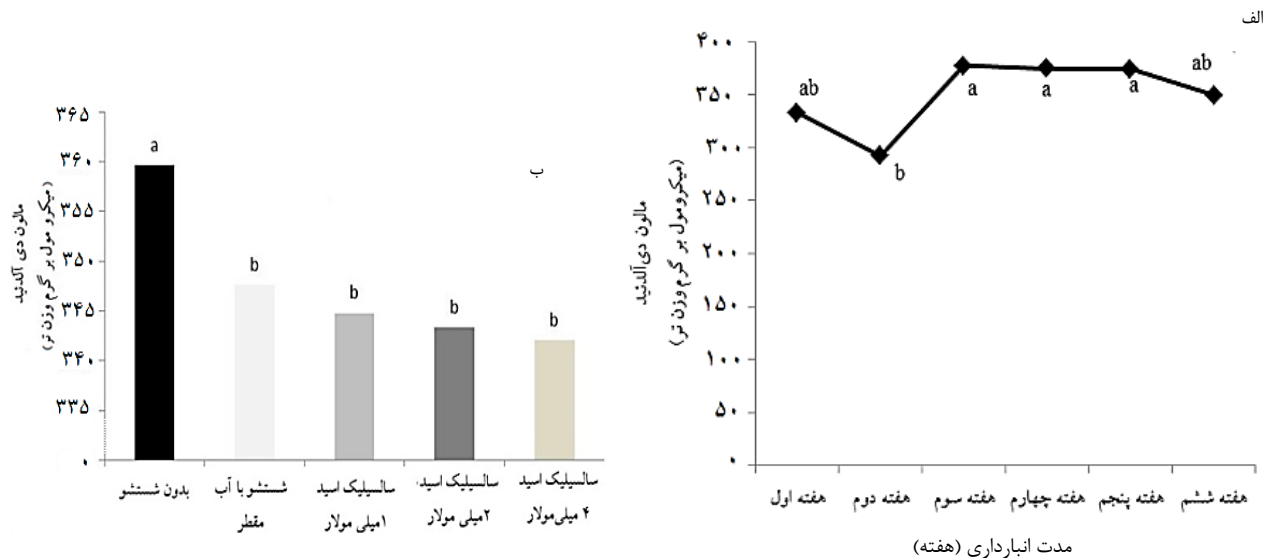 الف
۴۰۰
۳۵۰
۳۰۰
۲۵۰
۲۰۰
۱۵۰
۱۰۰
۵۰
۰
مالون دی‌آلدئید
(میکرومول بر گرم وزن تر)
ab
b
a
a
a
ab
هفته اول
هفته دوم
هفته سوم
هفته چهارم
هفته پنجم
هفته ششم
مدت انبارداری (هفته)
ب
۳۶۵
۳۶۰
۳۵۵
۳۵۰
۳۴۵
۳۴۰
۳۳۵
۰
مالون دی آلدئید
(میکرو مول بر گرم وزن تر)
a
b
b
b
b
بدون شستشو
شستشو با آب
مقطر
سالسیلیک اسید
۱میلی مولار
سالسیلیک اسید
۲میلی مولار
سالسیلیک اسید
۴ میلی‌مولار